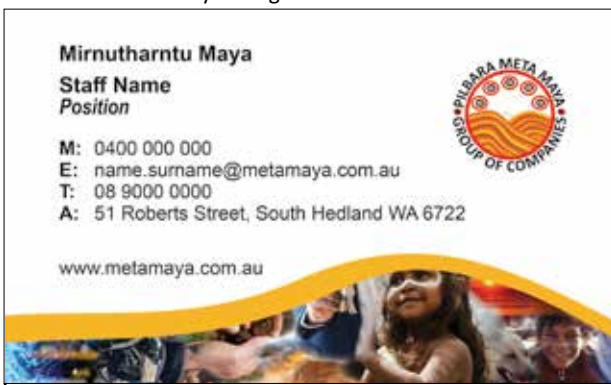 Mirnutharntu Maya
Staff Name
Position
M: 0400 000 000
E: name.surname@metamaya.com.au
T: 08 9000 0000
A: 51 Roberts Street, South Hedland WA 6722
www.metamaya.com.au
PILBARA META MAYA
GROUP OF COMPANIES